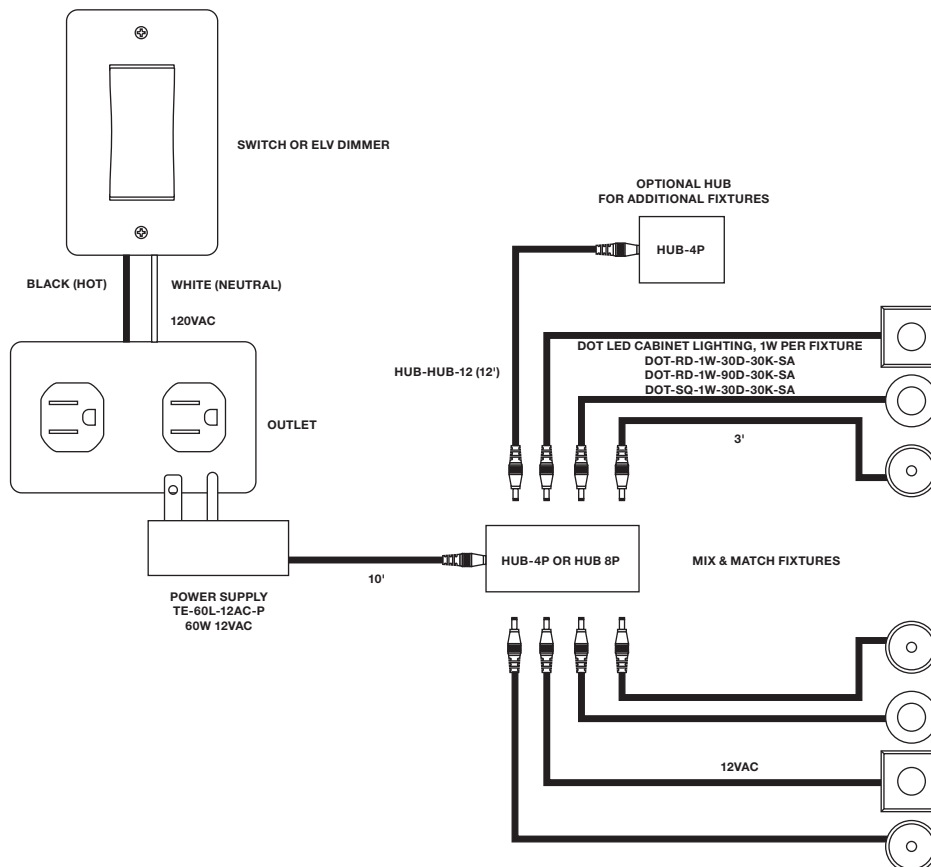 SWITCH OR ELV DIMMER
OPTIONAL HUB
FOR ADDITIONAL FIXTURES
HUB-4P
BLACK (HOT)
WHITE (NEUTRAL)
120VAC
DOT LED CABINET LIGHTING, 1W PER FIXTURE
DOT-RD-1W-30D-30K-SA
DOT-RD-1W-90D-30K-SA
DOT-SQ-1W-30D-30K-SA
HUB-HUB-12 (12')
OUTLET
3'
HUB-4P OR HUB 8P
MIX & MATCH FIXTURES
10'
POWER SUPPLY
TE-60L-12AC-P
60W 12VAC
12VAC